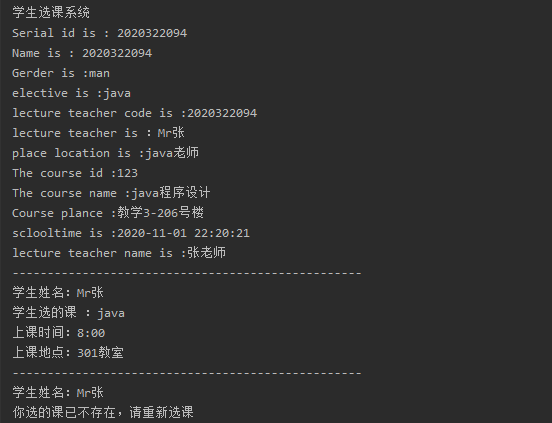 学生选课系统
Serial id is : 2020322094
Name is : 2020322094
Gerder is :man
elective is :java
lecture teacher code is :2020322094
lecture teacher is : Mr张
place location is :java老师
The course id :123
The course name :java程序设计
Course plance :教学3-206号楼
sclooltime is :2020-11-01 22:20:21
lecture teacher name is :张老师
--------------------------------------------------
学生姓名: Mr张
学生选的课 : java
上课时间: 8:00
上课地点: 301教室
--------------------------------------------------
学生姓名: Mr张
你选的课已不存在，请重新选课